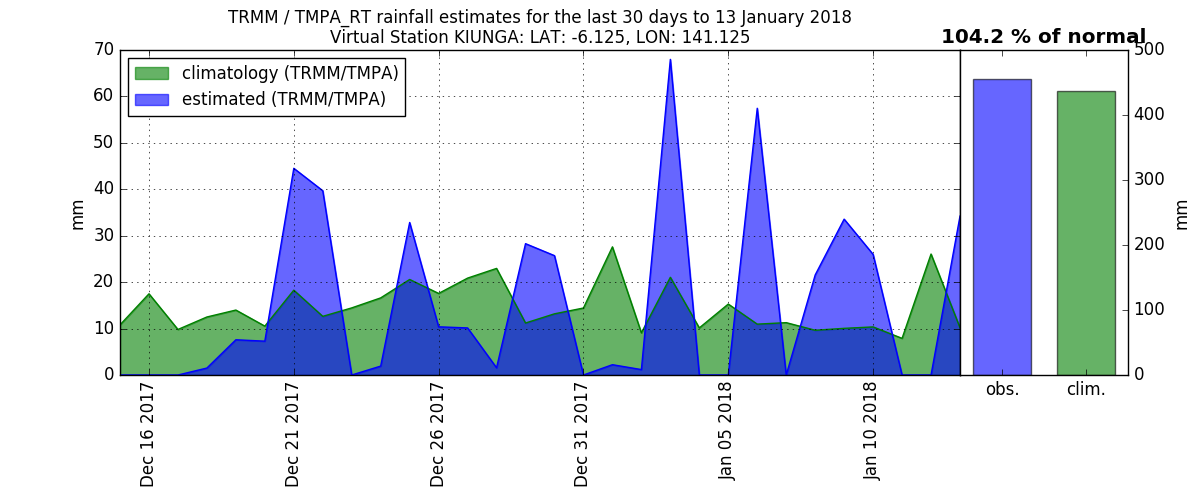 TRMM / TMPA_RT rainfall estimates for the last 30 days to 13 January 2018
Virtual Station KIUNGA: LAT: -6.125, LON: 141.125
104.2 % of normal
climatology (TRMM/TMPA)
estimated (TRMM/TMPA)
mm
70
60
50
40
30
20
10
0
Dec 16 2017
Dec 21 2017
Dec 26 2017
Dec 31 2017
Jan 05 2018
Jan 10 2018
obs.
clim.
500
400
300
200
100
0
mm